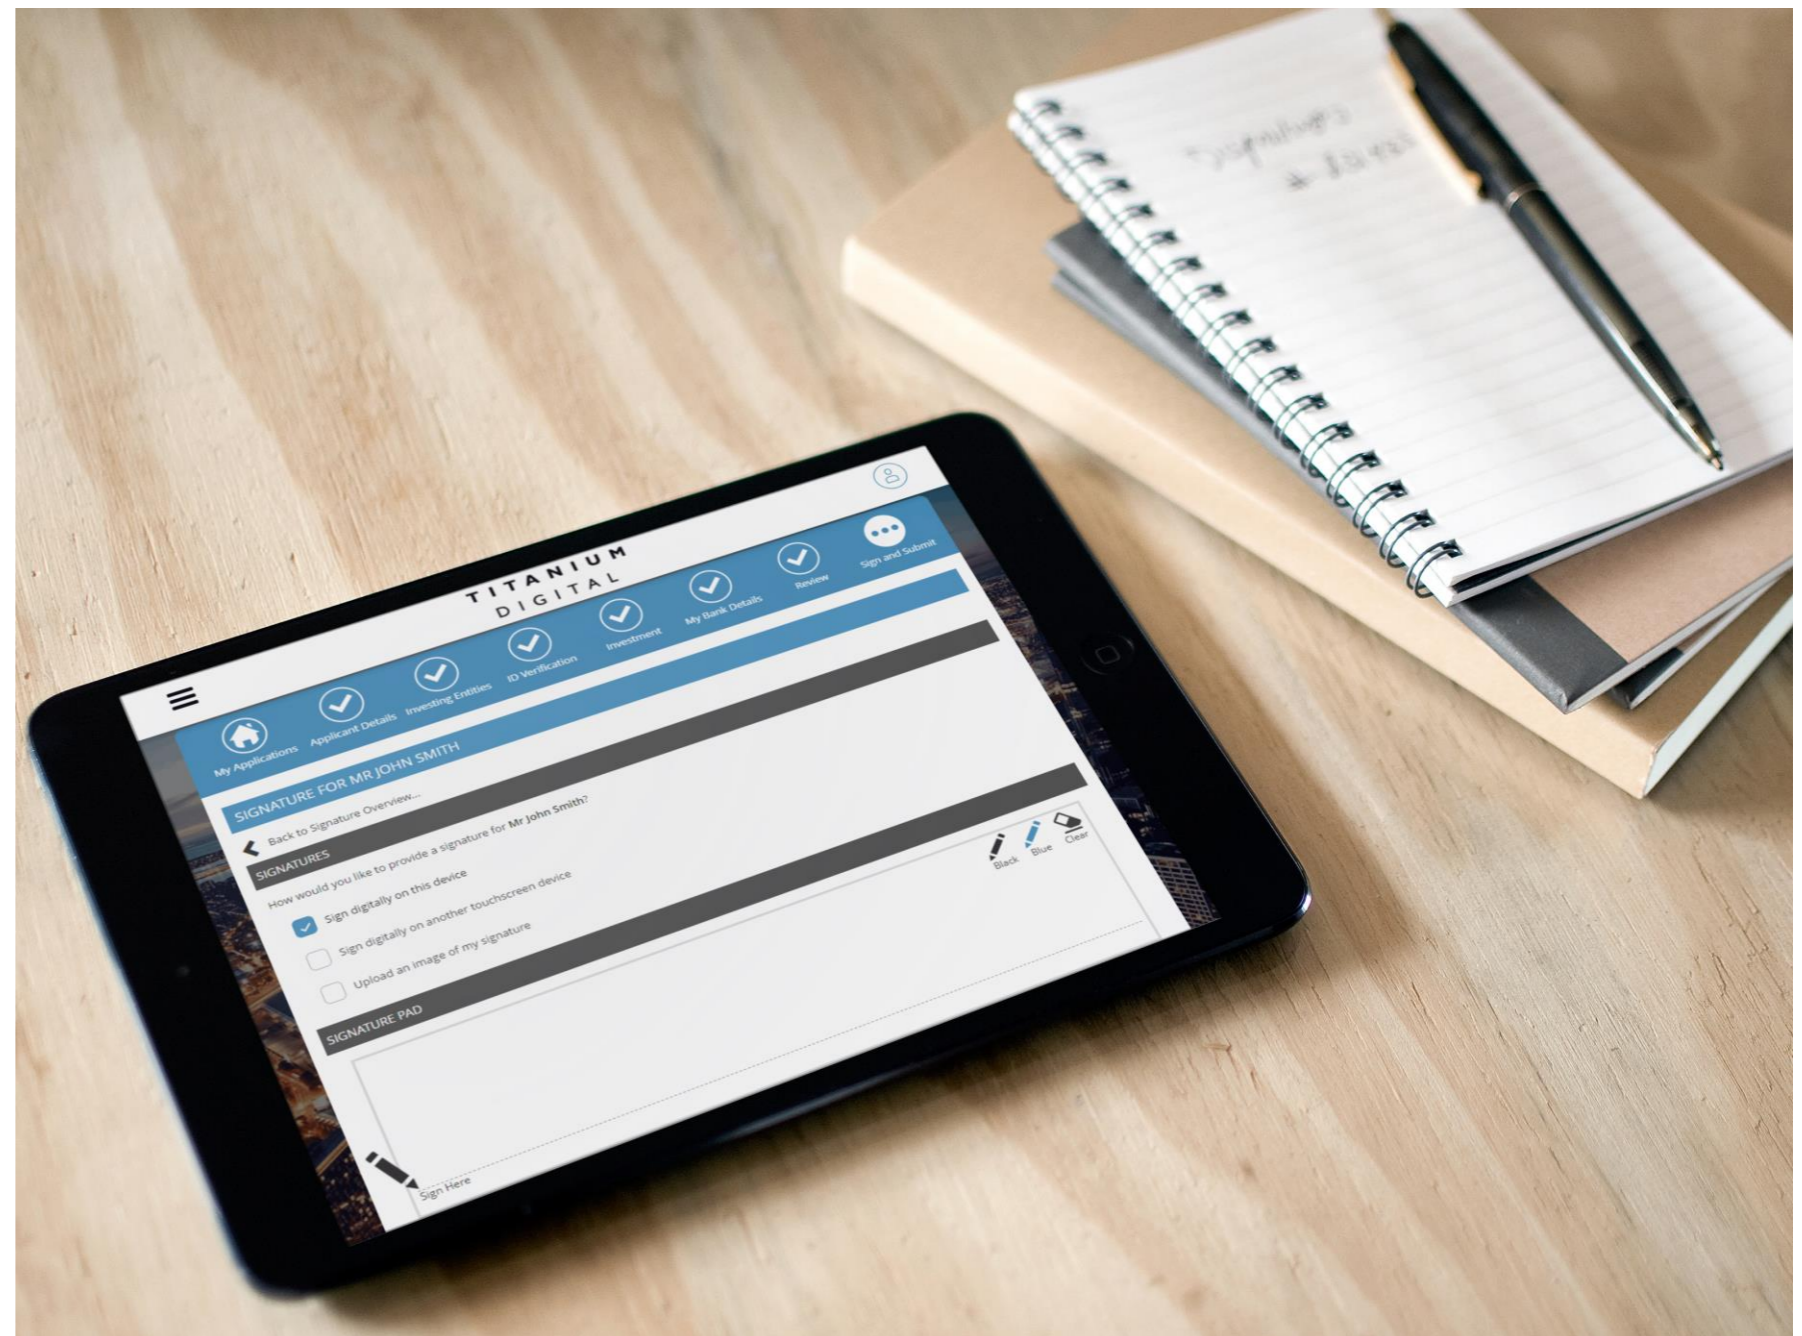 TITANIUM
DIGITAL
My Applications
Applicant Details
Investing Entities
ID Verification
Investment
My Bank Details
Review
Sign and Submit
SIGNATURE FOR MR JOHN SMITH
Back to Signature Overview...
SIGNATURES
How would you like to provide a signature for Mr John Smith?
Sign digitally on this device
Sign digitally on another touchscreen device
Upload an image of my signature
SIGNATURE PAD
Black
Blue
Clear
Sign Here